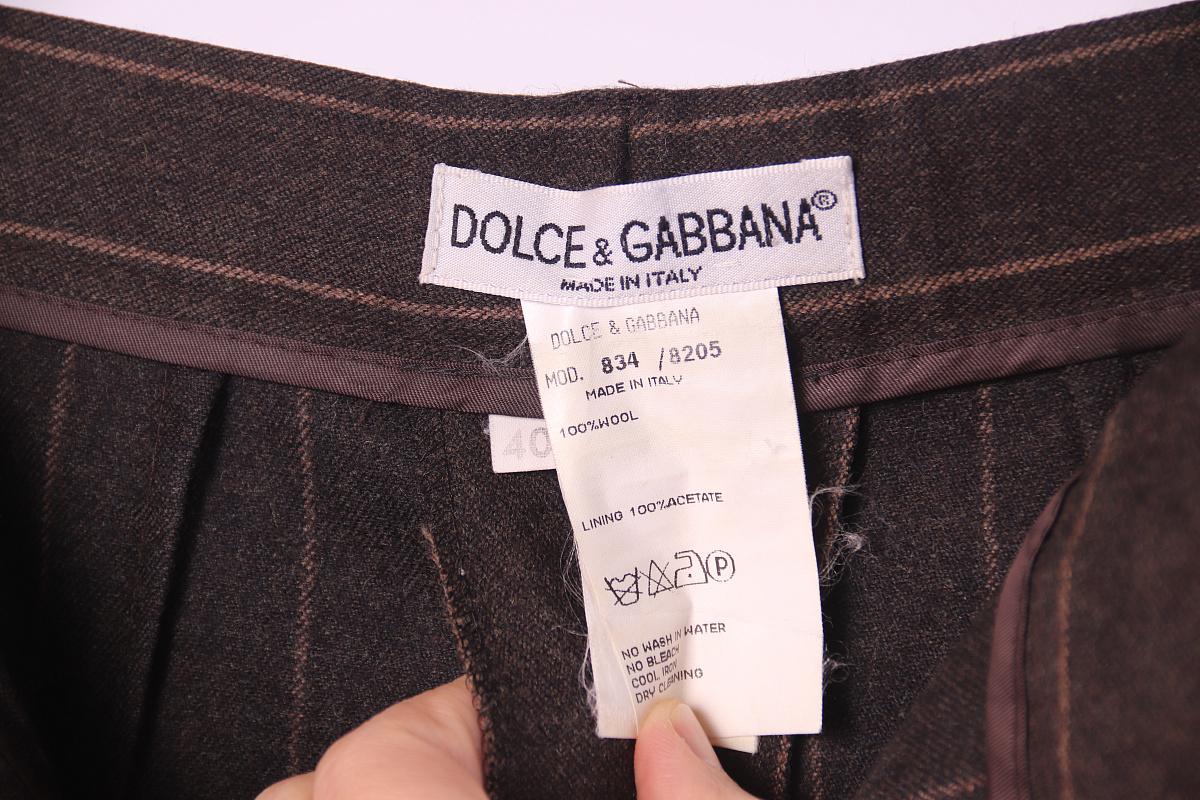 DOLCE & GABBANA®
MADE IN ITALY
DOLCE & GABBANA
MOD. 834 /8205
MADE IN ITALY
40
100%WOOL
LINING 100%ACETATE
P
NO WASH IN WATER
NO BLEACH
COOL IRON
DRY CLEANING